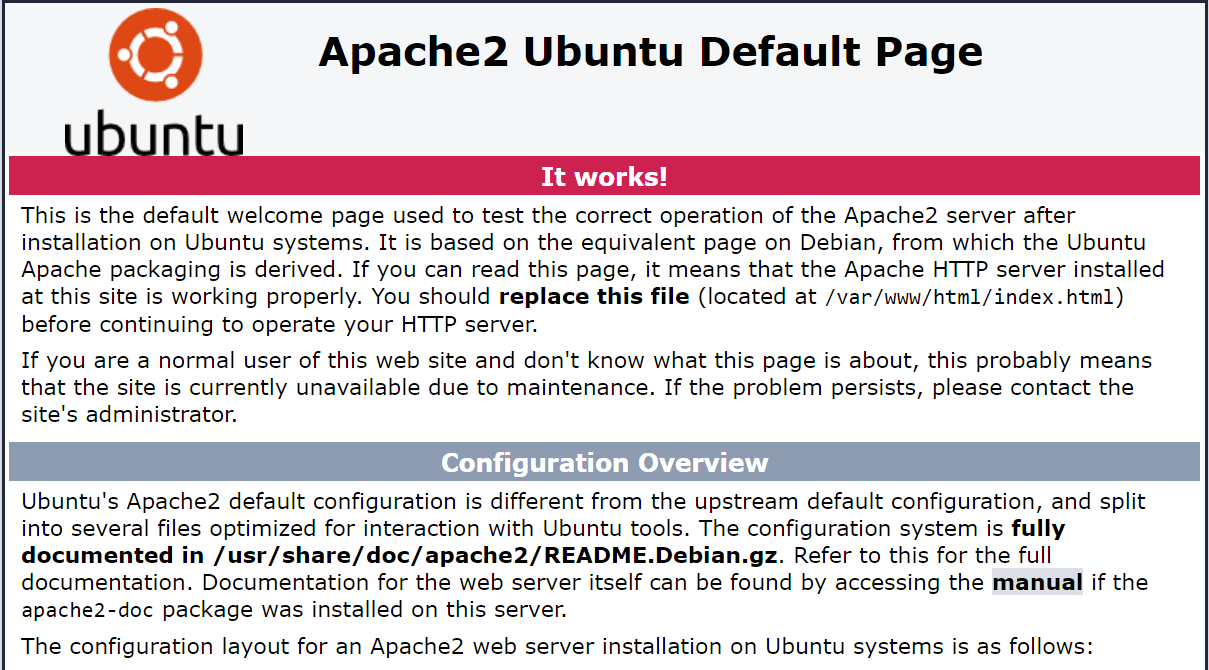 ubuntu
Apache2 Ubuntu Default Page
It works!
This is the default welcome page used to test the correct operation of the Apache2 server after
installation on Ubuntu systems. It is based on the equivalent page on Debian, from which the Ubuntu
Apache packaging is derived. If you can read this page, it means that the Apache HTTP server installed
at this site is working properly. You should replace this file (located at /var/www/html/index.html)
before continuing to operate your HTTP server.
If you are a normal user of this web site and don't know what this page is about, this probably means
that the site is currently unavailable due to maintenance. If the problem persists, please contact the
site's administrator.
Configuration Overview
Ubuntu's Apache2 default configuration is different from the upstream default configuration, and split
into several files optimized for interaction with Ubuntu tools. The configuration system is fully
documented in /usr/share/doc/apache2/README.Debian.gz. Refer to this for the full
documentation. Documentation for the web server itself can be found by accessing the manual if the
apache2-doc package was installed on this server.
The configuration layout for an Apache2 web server installation on Ubuntu systems is as follows: